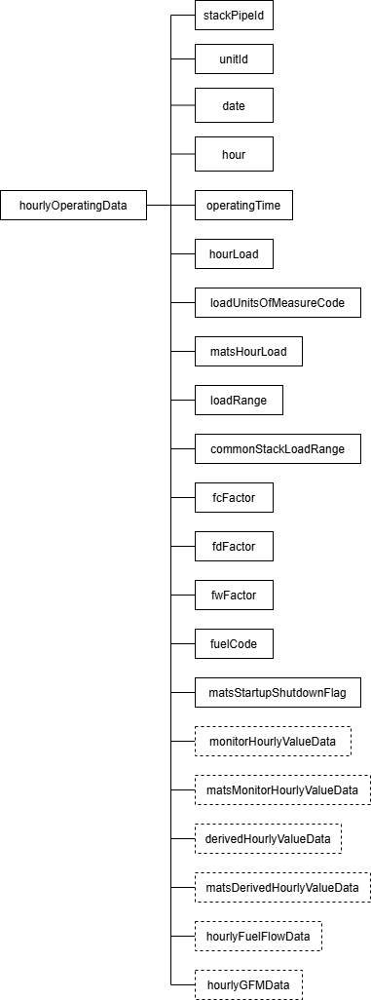 stackPipeId
unitId
date
hour
hourlyOperatingData
operatingTime
hourLoad
loadUnitsOfMeasureCode
matsHourLoad
loadRange
commonStackLoadRange
fcFactor
fdFactor
fwFactor
fuelCode
matsStartupShutdownFlag
monitorHourlyValueData
matsMonitorHourlyValueData
derivedHourlyValueData
matsDerivedHourlyValueData
hourlyFuelFlowData
hourlyGFMData